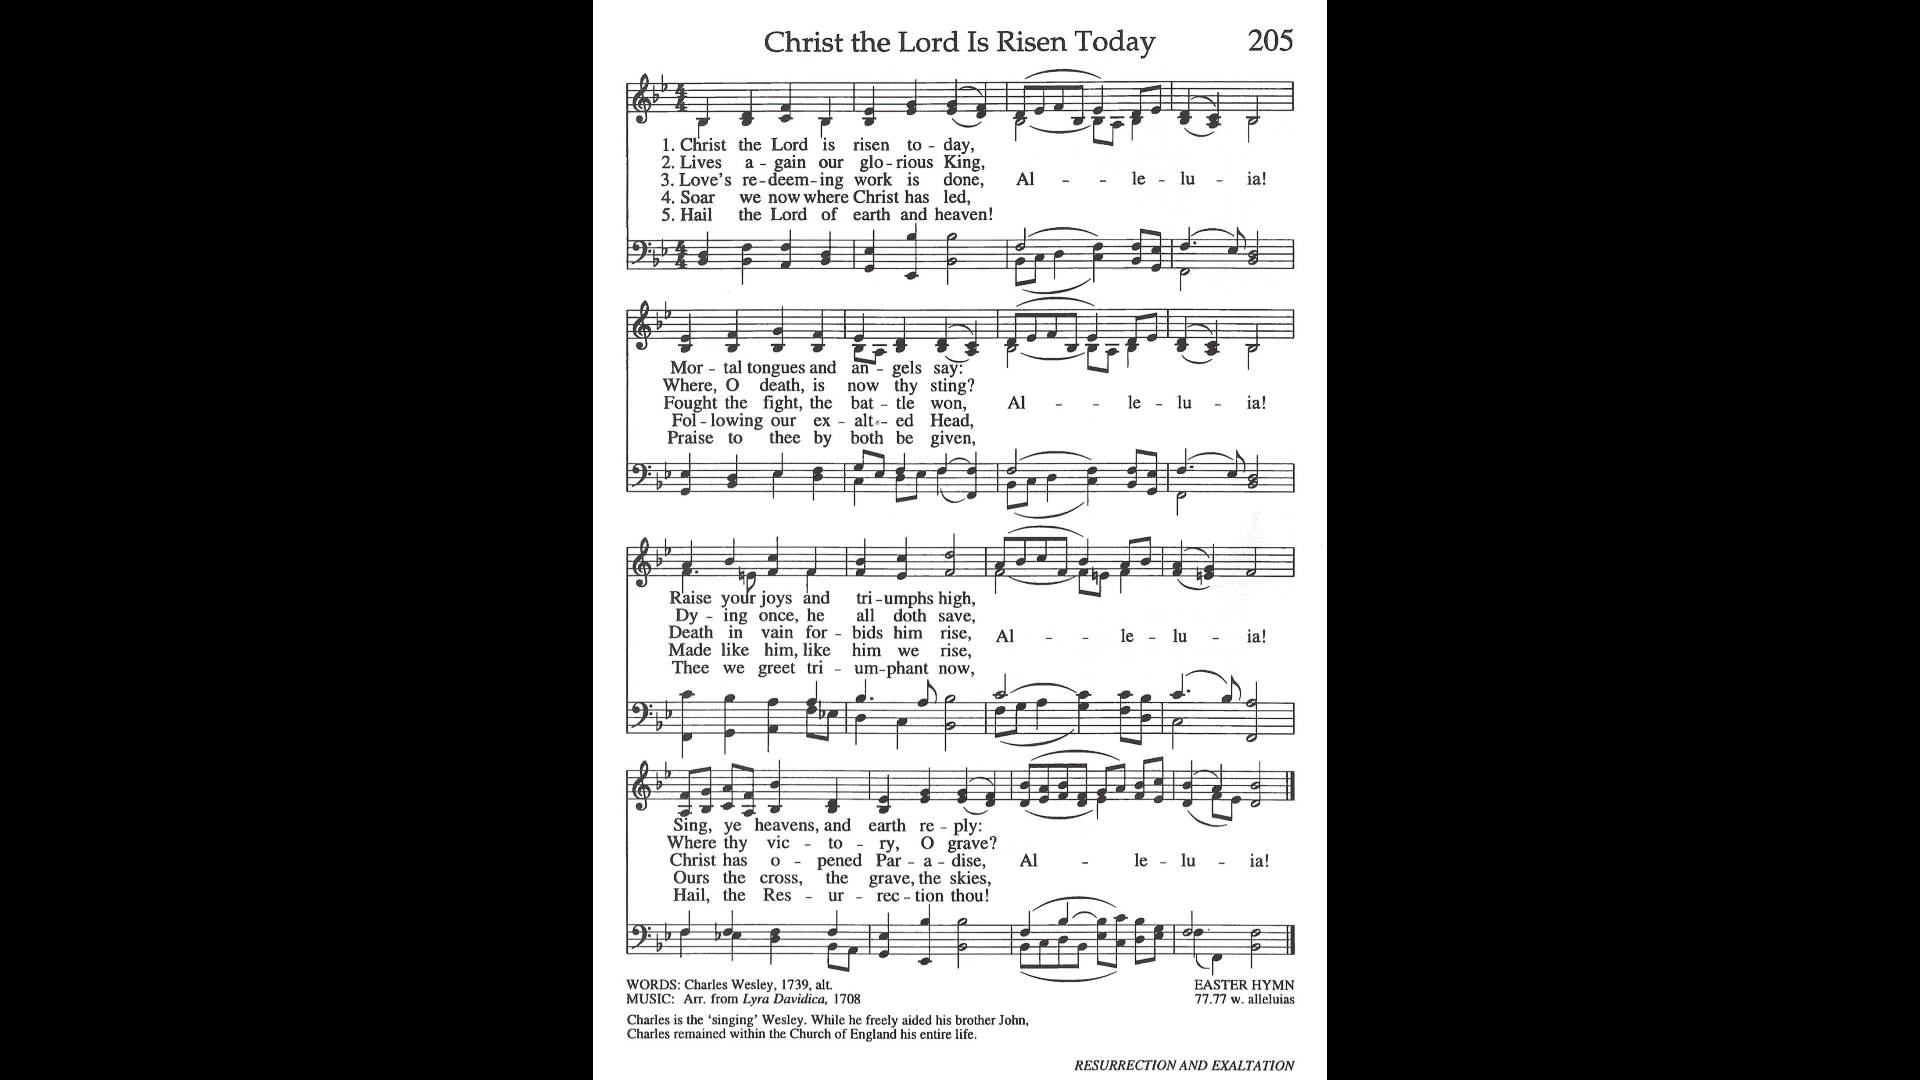 Christ the Lord Is Risen Today 205
1. Christ the Lord is risen to - day,
2. Lives a - gain our glo - rious King,
3. Love's re - deem - ing work is done, Al - - le - lu - ia!
4. Soar we now where Christ has led,
5. Hail the Lord of earth and heaven!
Mor - tal tongues and an - gels say:
Where, O death, is now thy sting?
Fought the fight, the bat - tle won, Al - - le - lu - ia!
Fol - lowing our ex - alt - ed Head,
Praise to thee by both be given,
Raise your joys and tri - umphs high,
Dy - ing once, he all doth save,
Death in vain for - bids him rise, Al - - le - lu - ia!
Made like him, like him we rise,
Thee we greet tri - um - phant now,
Sing, ye heavens, and earth re - ply:
Where thy vic - to - ry, O grave?
Christ has o - pened Par - a - dise, Al - le - lu - ia!
Ours the cross, the grave, the skies,
Hail, the Res - ur - rec - tion thou!
WORDS: Charles Wesley, 1739, alt. EASTER HYMN
MUSIC: Arr. from Lyra Davidica, 1708 77.77 w. alleluias
Charles is the ‘singing’ Wesley. While he freely aided his brother John,
Charles remained within the Church of England his entire life.
RESURRECTION AND EXALTATION